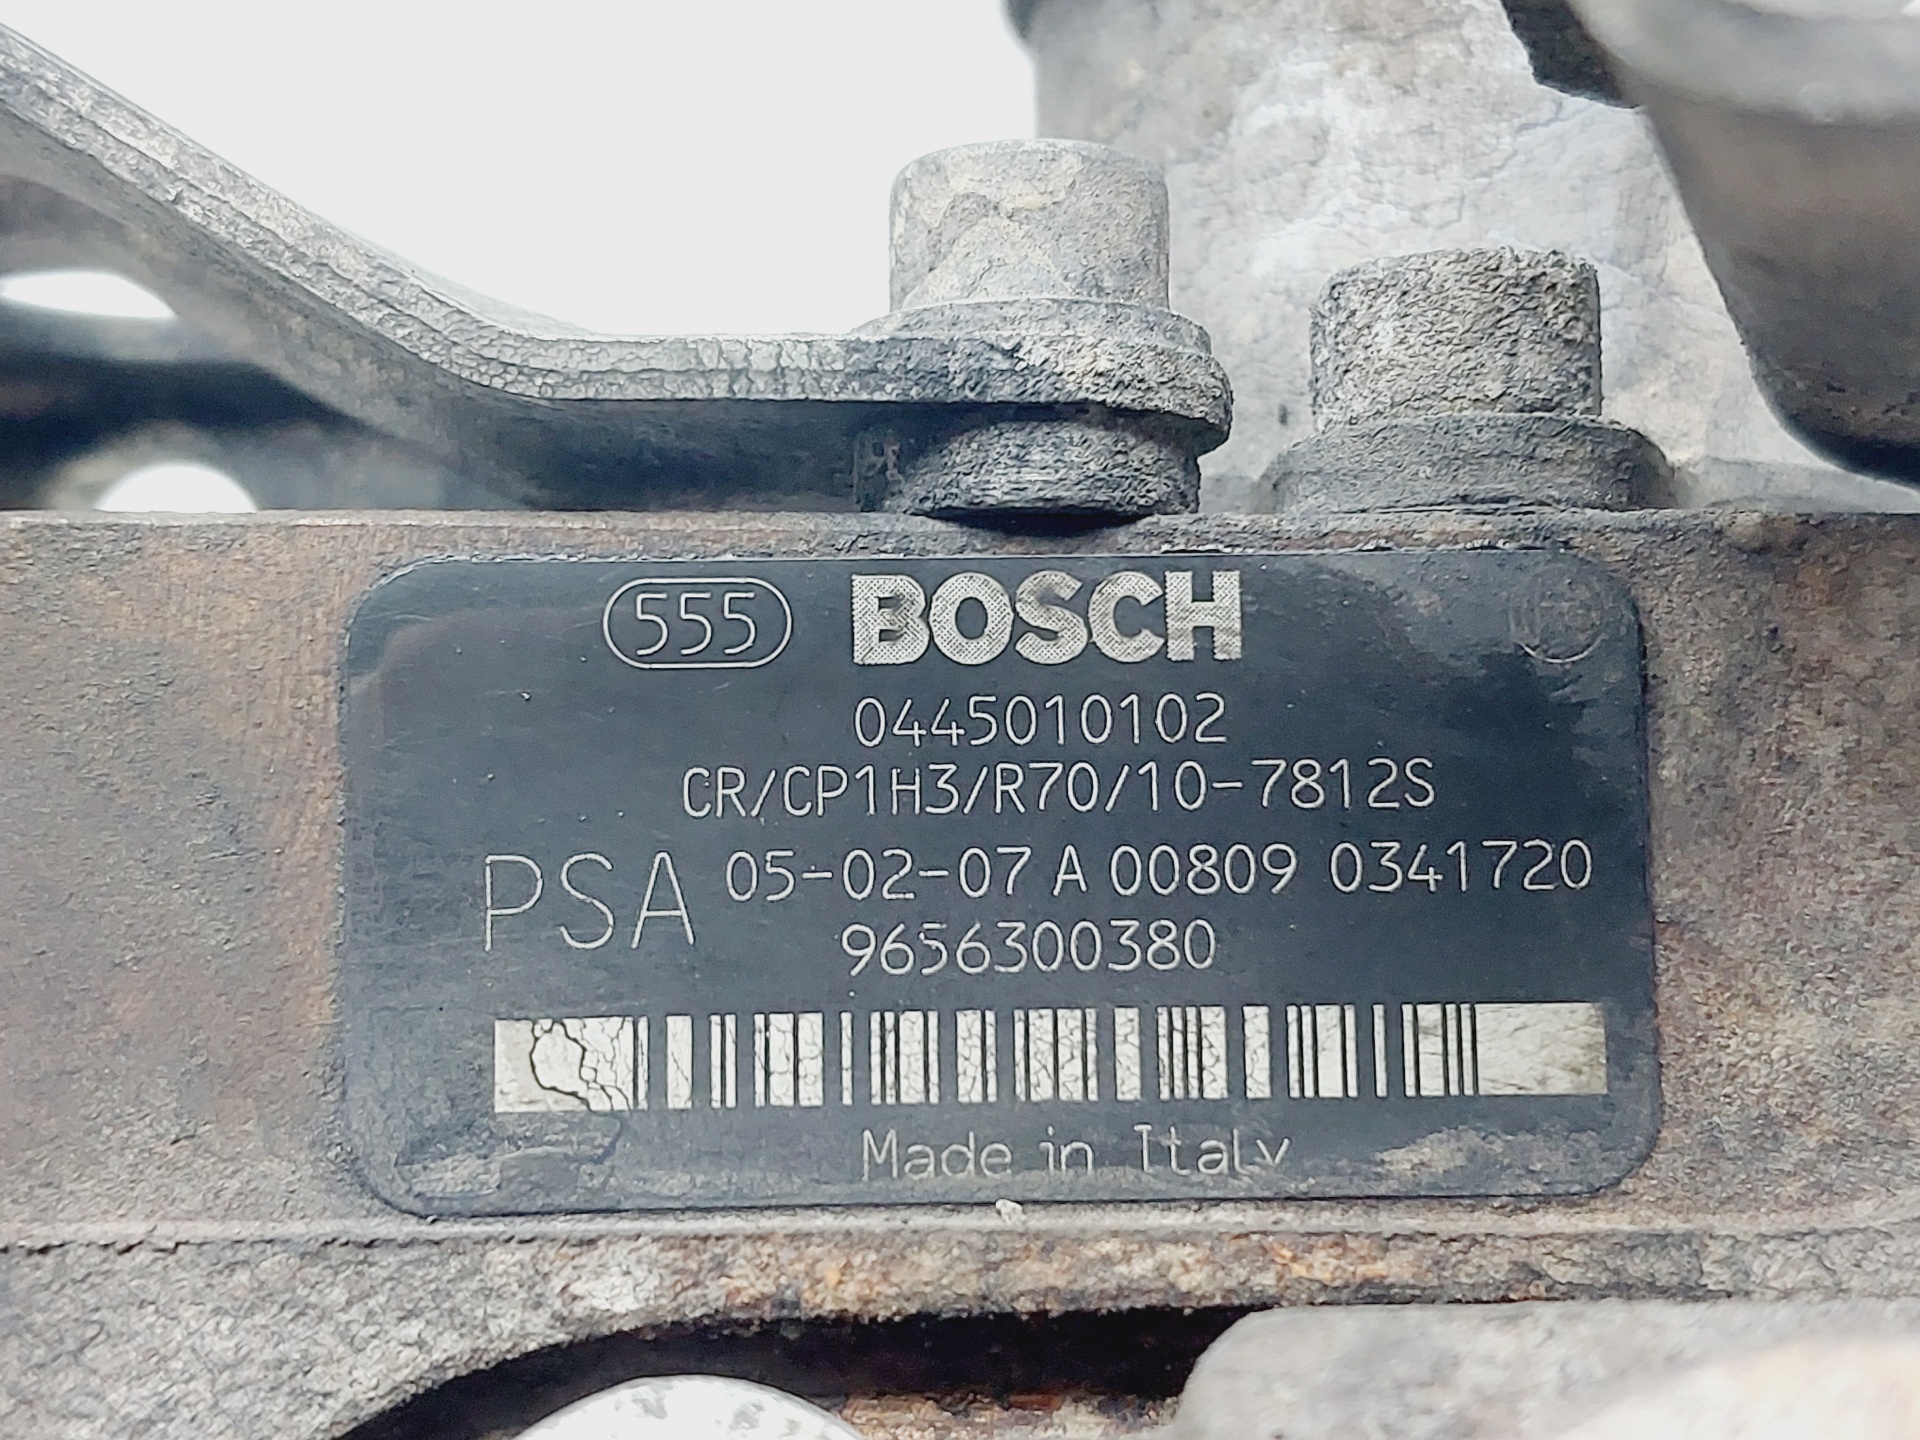 555 BOSCH
0445010102
CR/CP1H3/R70/10-7812S
PSA 05-02-07 A 00809 0341720
9656300380
Made in Italy